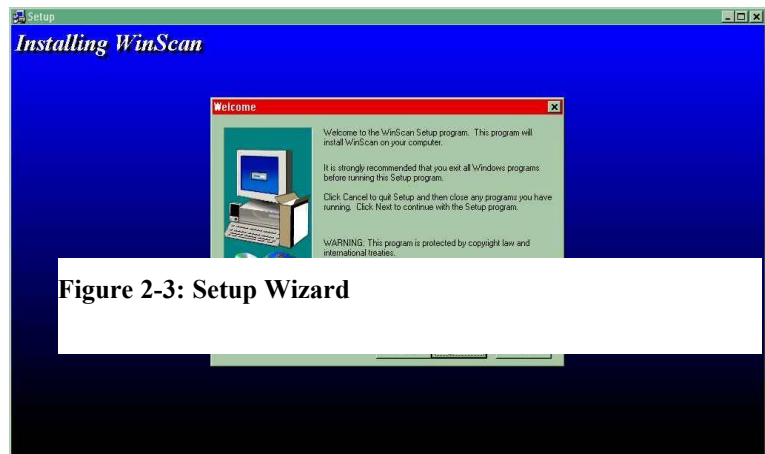 Setup
Installing WinScan
Welcome
Welcome to the WinScan Setup program. This program will
install WinScan on your computer.
It is strongly recommended that you exit all Windows programs
before running this Setup program.
Click Cancel to quit Setup and then close any programs you have
running. Click Next to continue with the Setup program.
WARNING: This program is protected by copyright law and
international treaties.
Figure 2-3: Setup Wizard